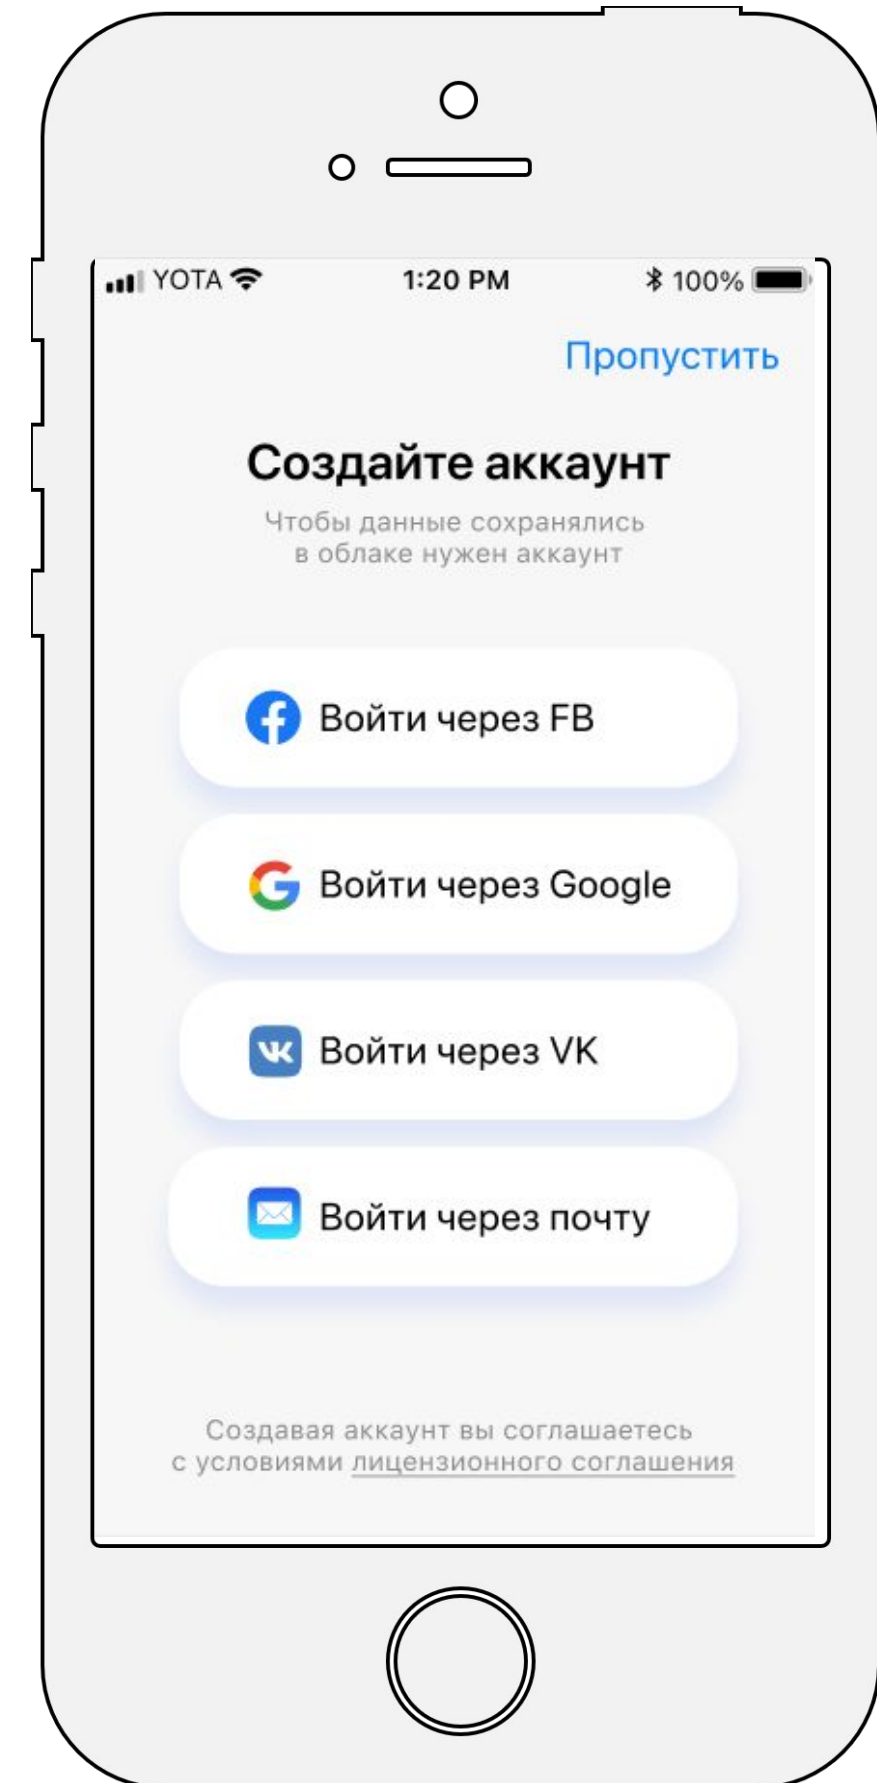 YOTA 1:20 PM 100%
Пропустить
Создайте аккаунт
Чтобы данные сохранялись
в облаке нужен аккаунт
Войти через FB
Войти через Google
Войти через VK
Войти через почту
Создавая аккаунт вы соглашаетесь
с условиями лицензионного соглашения